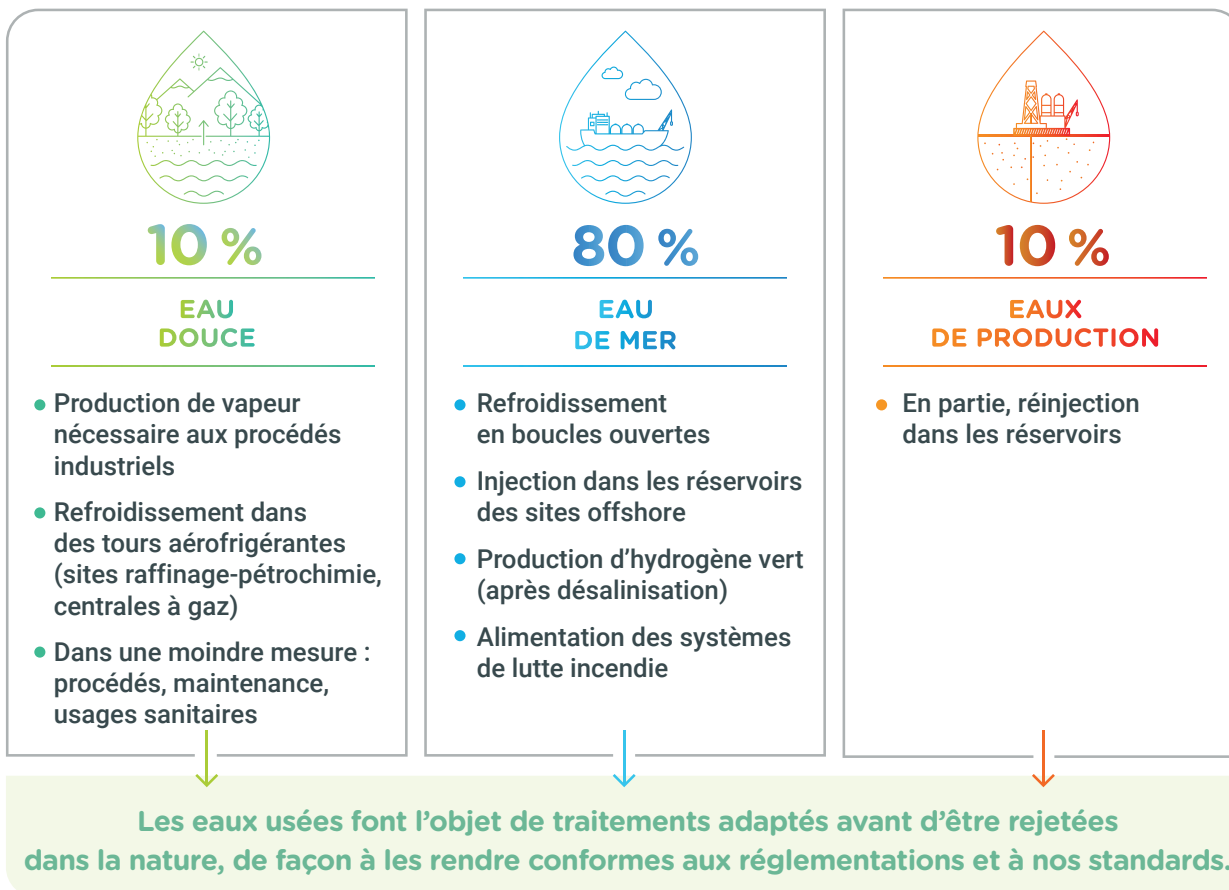 10 %
EAU
DOUCE
Production de vapeur
nécessaire aux procédés
industriels
Refroidissement dans
des tours aérofrigérantes
(sites raffinage-pétrochimie,
centrales à gaz)
Dans une moindre mesure :
procédés, maintenance,
usages sanitaires
80 %
EAU
DE MER
Refroidissement
en boucles ouvertes
Injection dans les réservoirs
des sites offshore
Production d’hydrogène vert
(après désalinisation)
Alimentation des systèmes
de lutte incendie
10 %
EAUX
DE PRODUCTION
En partie, réinjection
dans les réservoirs
Les eaux usées font l’objet de traitements adaptés avant d’être rejetées
dans la nature, de façon à les rendre conformes aux réglementations et à nos standards.